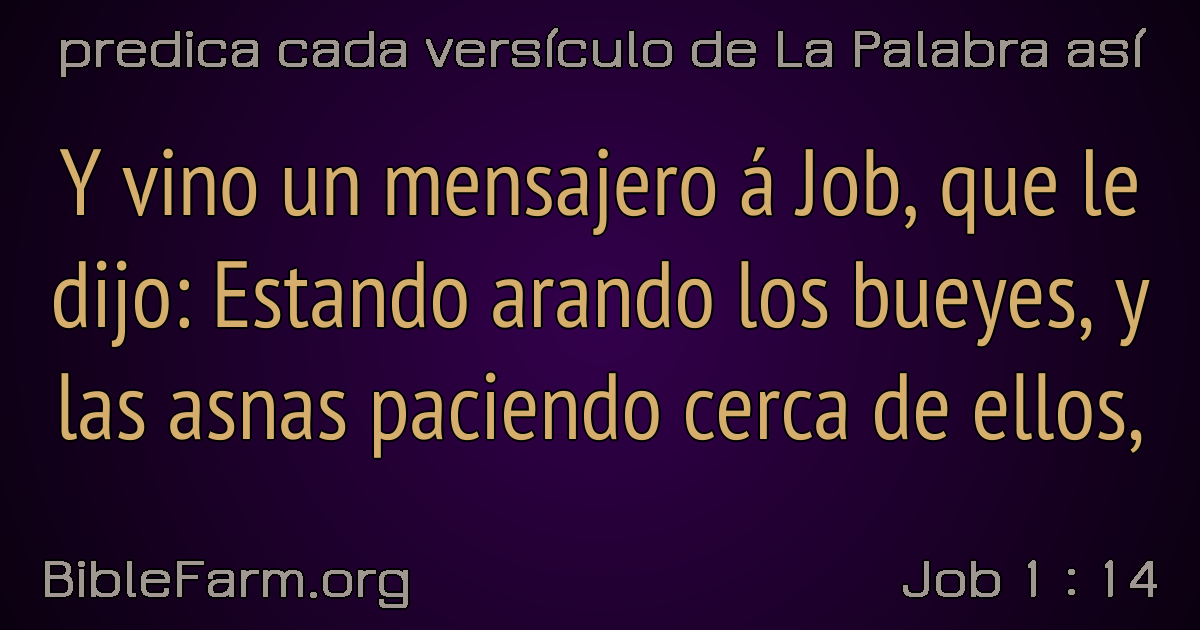 predica cada versículo de La Palabra así
Y vino un mensajero á Job, que le
dijo: Estando arando los bueyes, y
las asnas paciendo cerca de ellos,
BibleFarm.org
Job 1 : 14